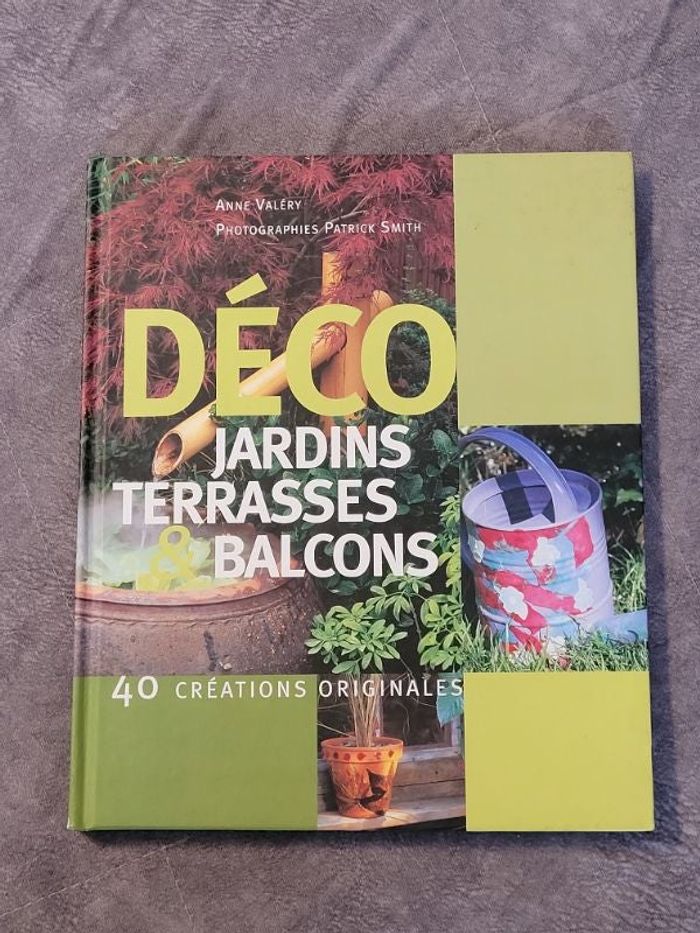 Anne Valéry
Photographies Patrick Smith
DÉCO
JARDINS
TERRASSES
& BALCONS
40 CRÉATIONS ORIGINALES